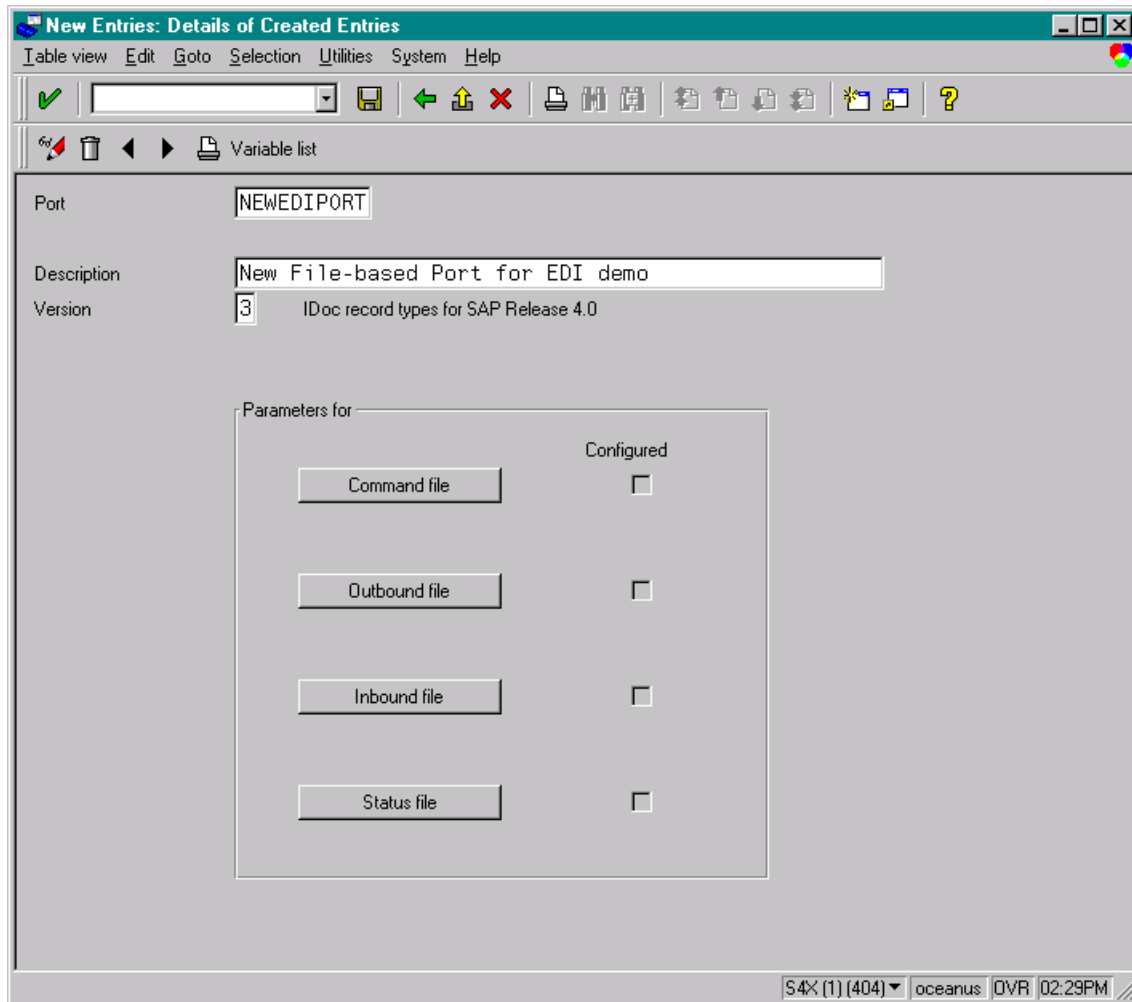 New Entries: Details of Created Entries
Table view Edit Goto Selection Utilities System Help
Variable list
Port NEWEDIPORT
Description New File-based Port for EDI demo
Version 3 IDoc record types for SAP Release 4.0
Parameters for
Configured
Command file
Outbound file
Inbound file
Status file
S4X (1) (404) oceanus OVR 02:29PM